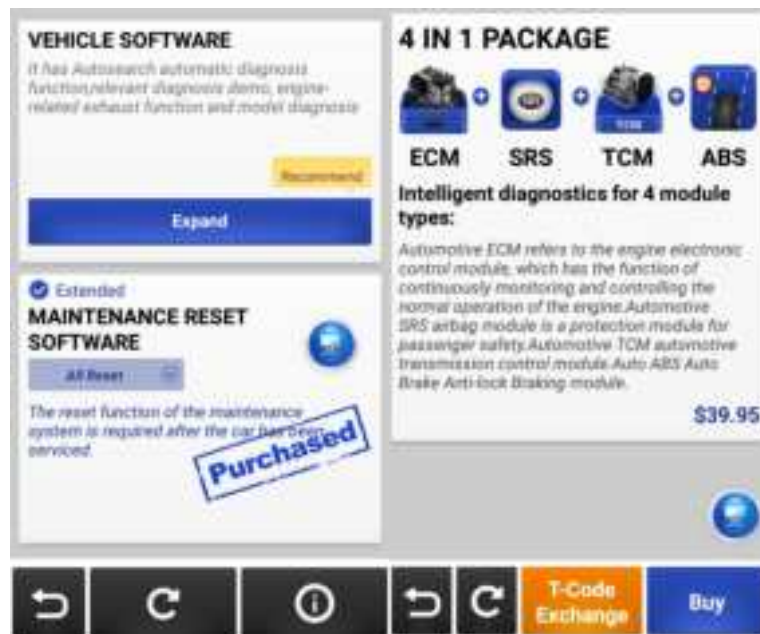 VEHICLE SOFTWARE
It has Autosearch automatic diagnosis
function,relevant diagnosis demo, engine-
related exhaust function and model diagnosis
Recommend
Expand
Extended
MAINTENANCE RESET
SOFTWARE
All Reset
The reset function of the maintenance
system is required after the car has been
serviced.
Purchased
4 IN 1 PACKAGE
TCM
ECM SRS TCM ABS
Intelligent diagnostics for 4 module
types:
Automotive ECM refers to the engine electronic
control module, which has the function of
continuously monitoring and controlling the
normal operation of the engine.Automotive
SRS airbag module is a protection module for
passenger safety.Automotive TCM automotive
transmission control module.Auto ABS Auto
Brake Anti-lock Braking module.
$39.95
T-Code
Exchange
Buy